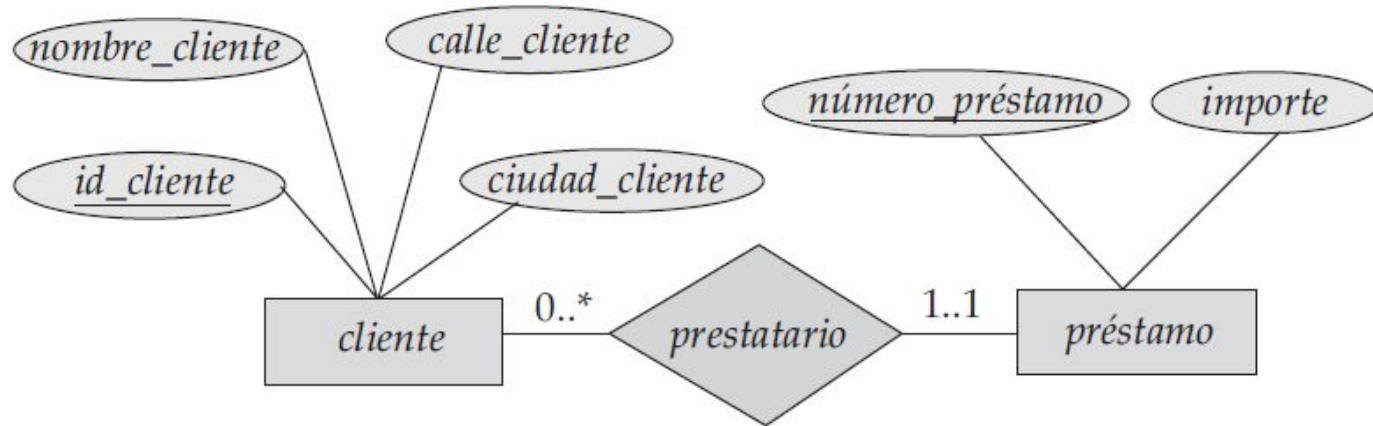 nombre_cliente
calle_cliente
número_préstamo
importe
id_cliente
ciudad_cliente
cliente
0..*
prestatario
1..1
préstamo